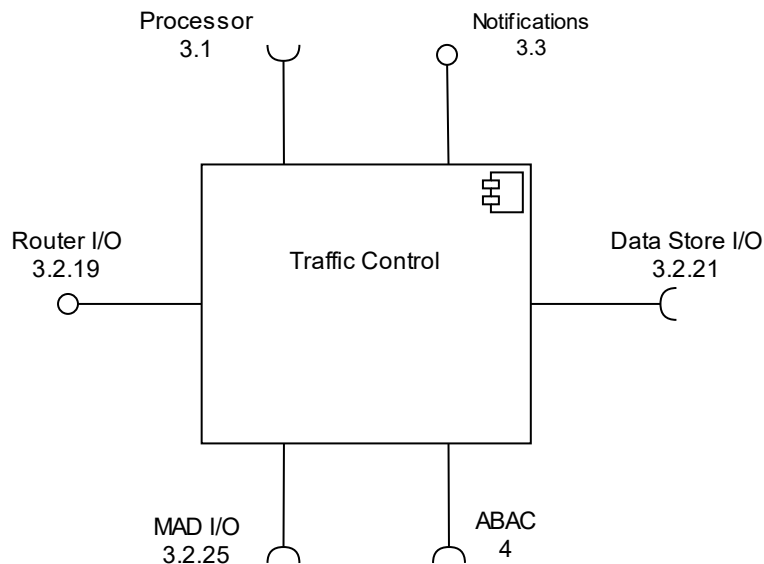 Processor
3.1
Notifications
3.3
Router I/O
3.2.19
Traffic Control
Data Store I/O
3.2.21
MAD I/O
3.2.25
ABAC
4